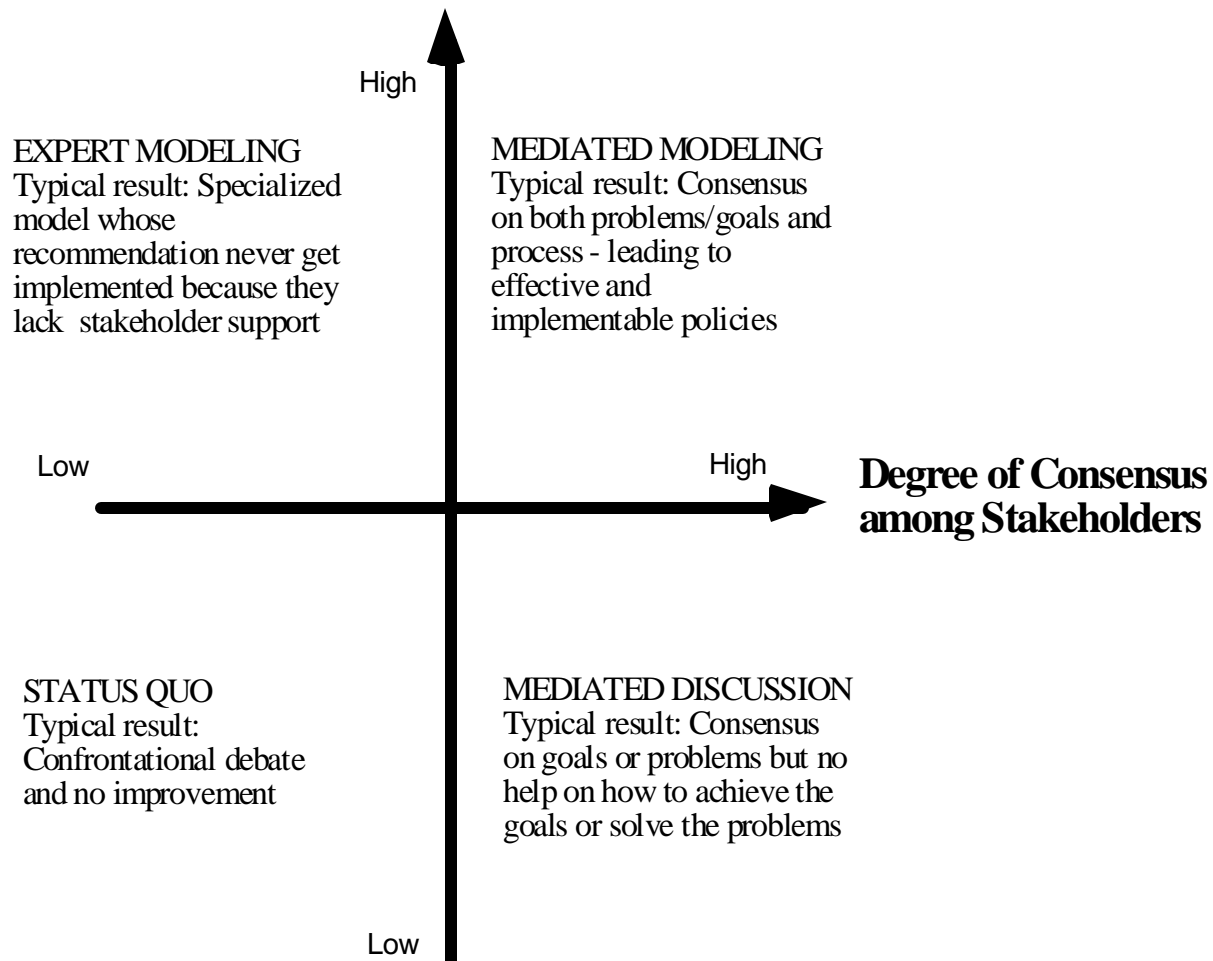 High
EXPERT MODELING
Typical result: Specialized
model whose
recommendation never get
implemented because they
lack stakeholder support
MEDIATED MODELING
Typical result: Consensus
on both problems/goals and
process - leading to
effective and
implementable policies
Low
High
Degree of Consensus
among Stakeholders
STATUS QUO
Typical result:
Confrontational debate
and no improvement
MEDIATED DISCUSSION
Typical result: Consensus
on goals or problems but no
help on how to achieve the
goals or solve the problems
Low